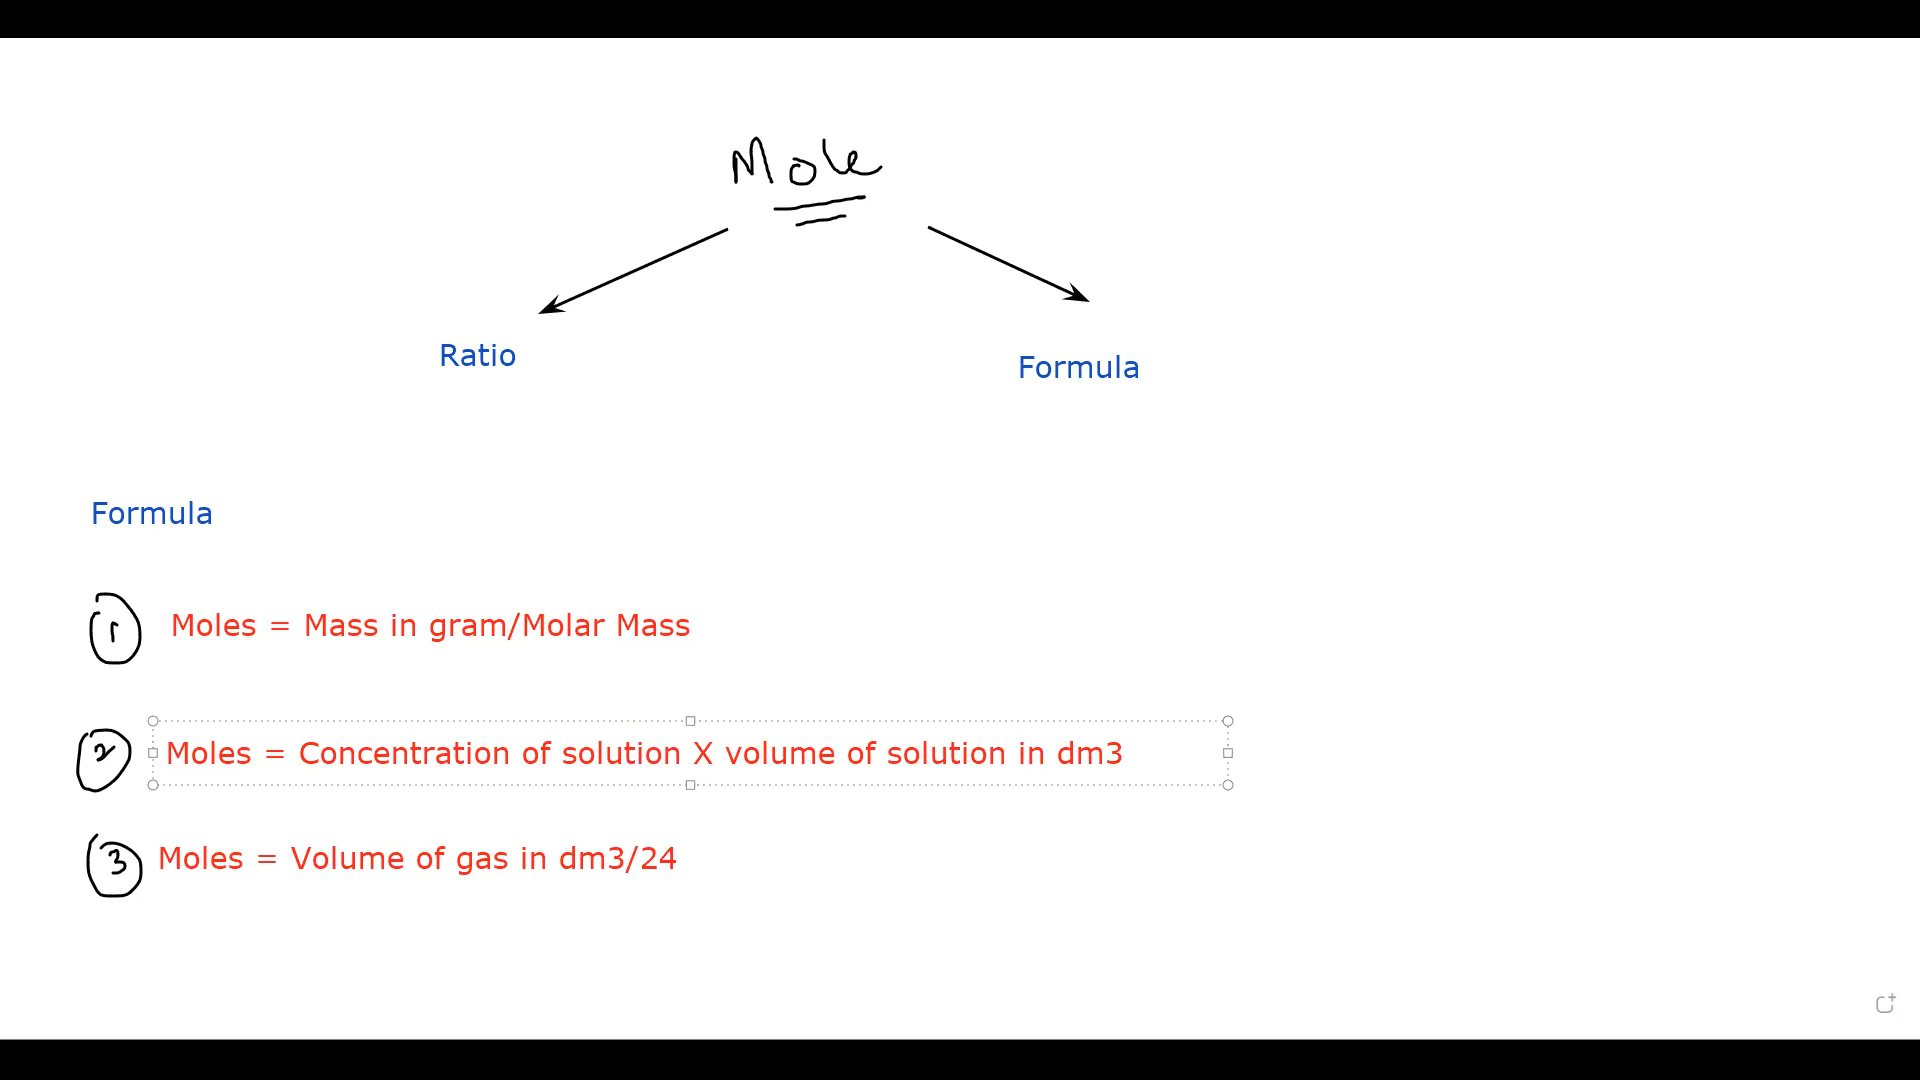 Mole
Ratio
Formula
Formula
1 Moles = Mass in gram/Molar Mass
2 Moles = Concentration of solution X volume of solution in dm3
3 Moles = Volume of gas in dm3/24